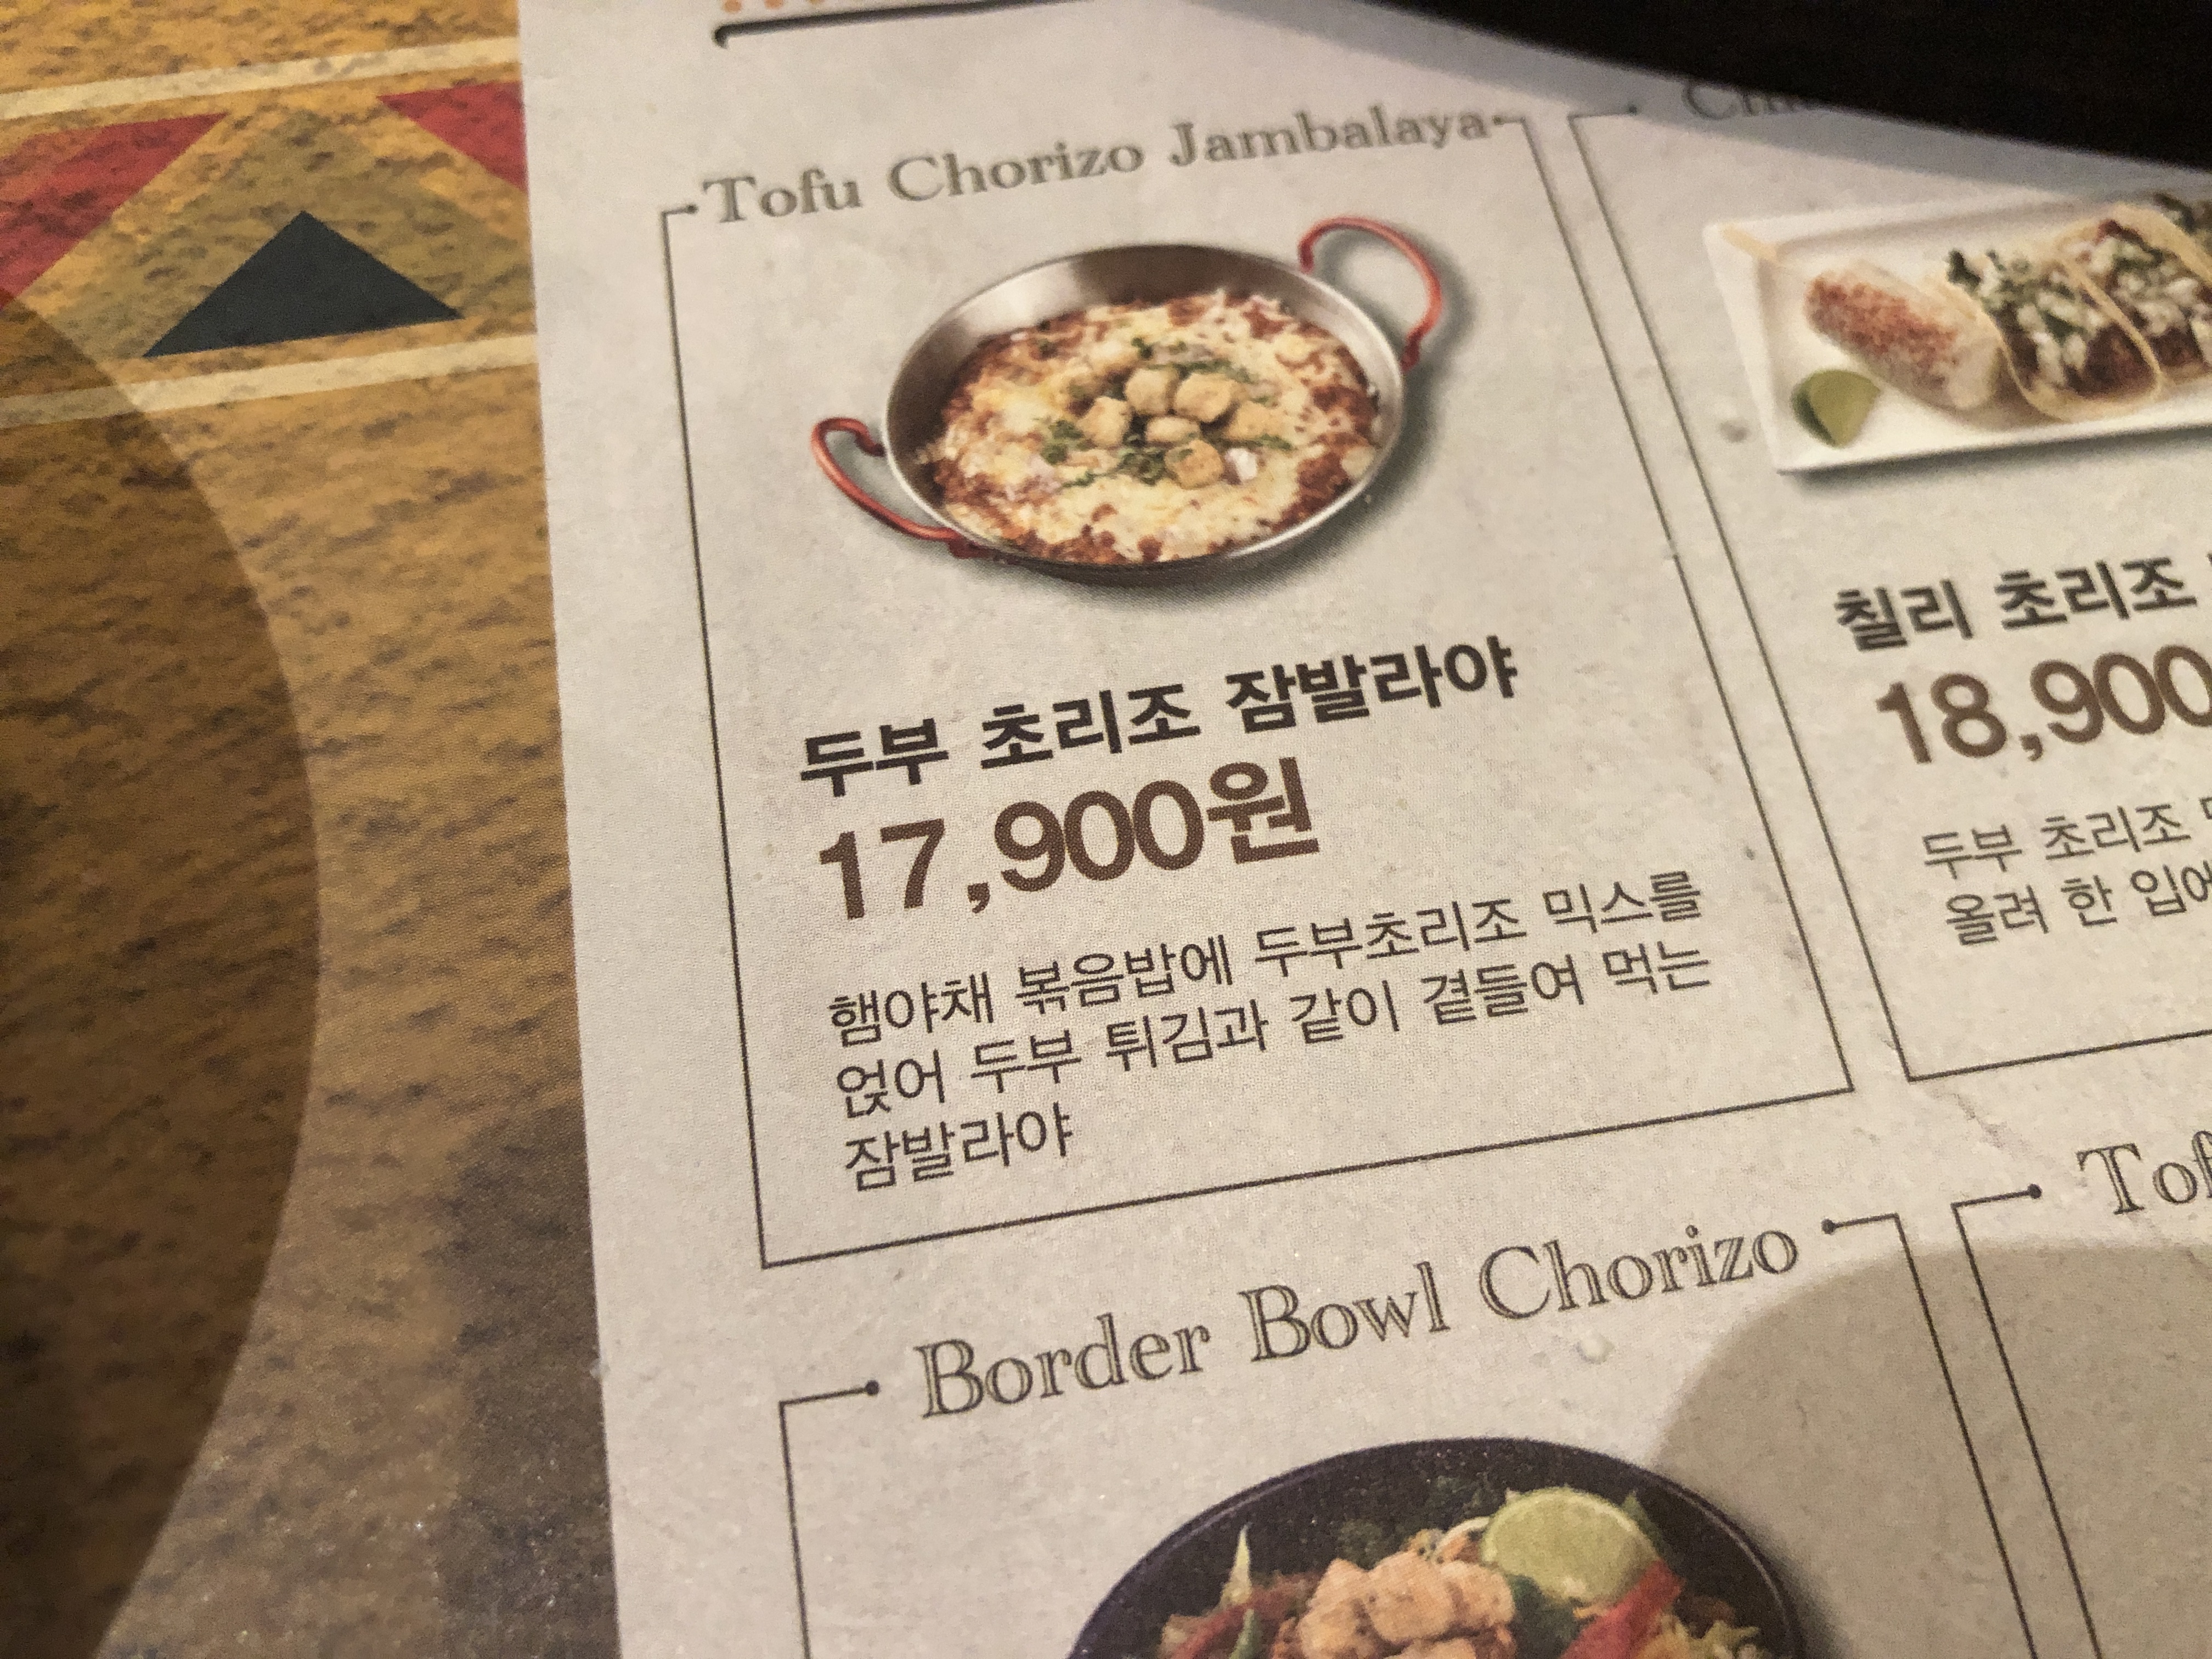 Tofu Chorizo Jambalaya
두부 초리조 잠발라야
17,900원
햄야채 볶음밥에 두부초리조 믹스를
얹어 두부 튀김과 같이 곁들여 먹는
잠발라야
칠리 초리조
18,900
두부 초리조
올려 한 입에
Border Bowl Chorizo